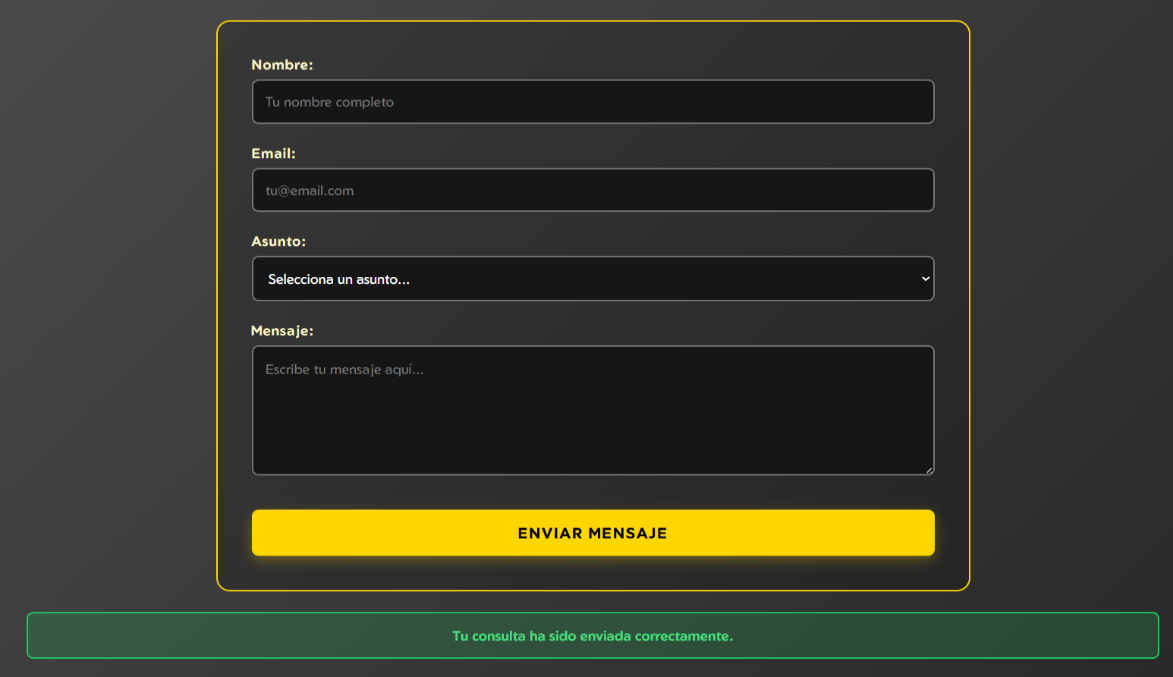 Nombre:
Tu nombre completo
Email:
tu@email.com
Asunto:
Selecciona un asunto...
Mensaje:
Escribe tu mensaje aquí...
ENVIAR MENSAJE
Tu consulta ha sido enviada correctamente.